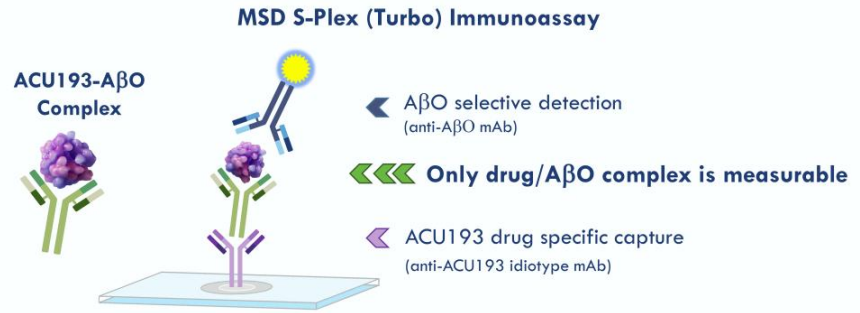 MSD S-Plex (Turbo) Immunoassay
ACU193-AβO
Complex
AβO selective detection
(anti-AβO mAb)
Only drug/AβO complex is measurable
ACU193 drug specific capture
(anti-ACU193 idiotype mAb)